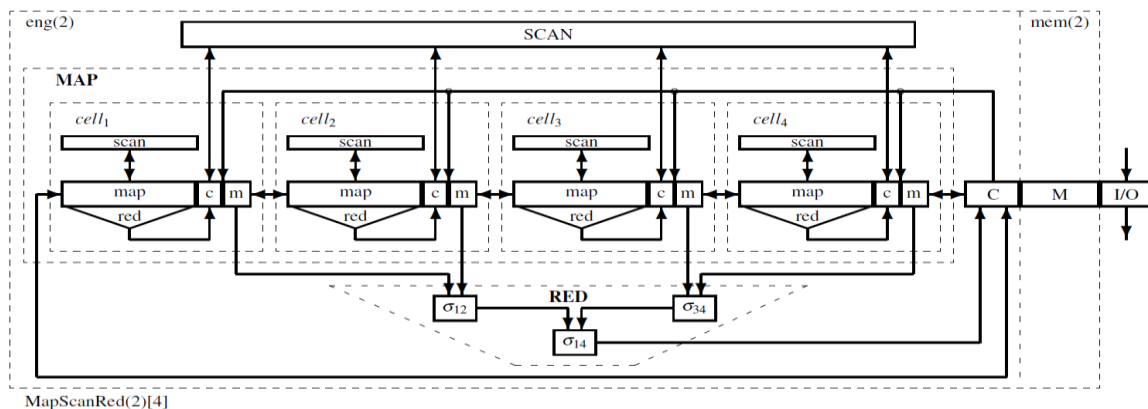 eng(2)
mem(2)
SCAN
MAP
cell₁
cell₂
cell₃
cell₄
scan
scan
scan
scan
map c m
map c m
map c m
map c m
C M I/O
red
red
red
red
RED
σ₁₂
σ₃₄
σ₁₄
MapScanRed(2)[4]